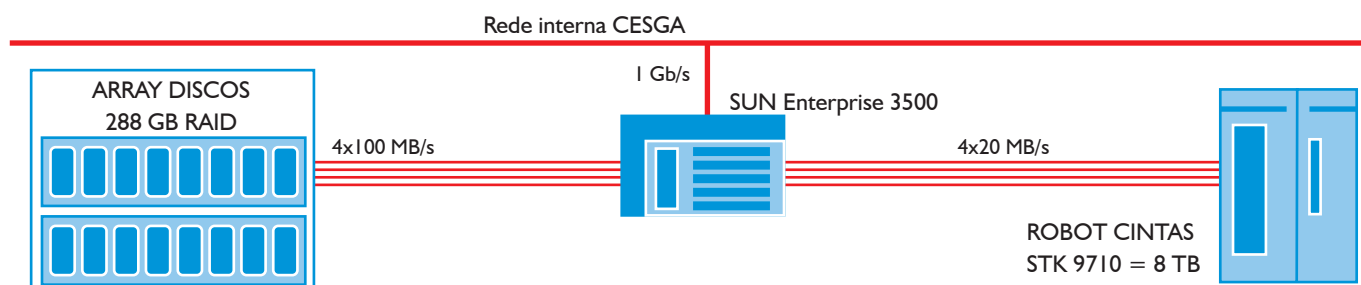 Rede interna CESGA
1 Gb/s
ARRAY DISCOS
288 GB RAID
SUN Enterprise 3500
4x100 MB/s
4x20 MB/s
ROBOT CINTAS
STK 9710 = 8 TB